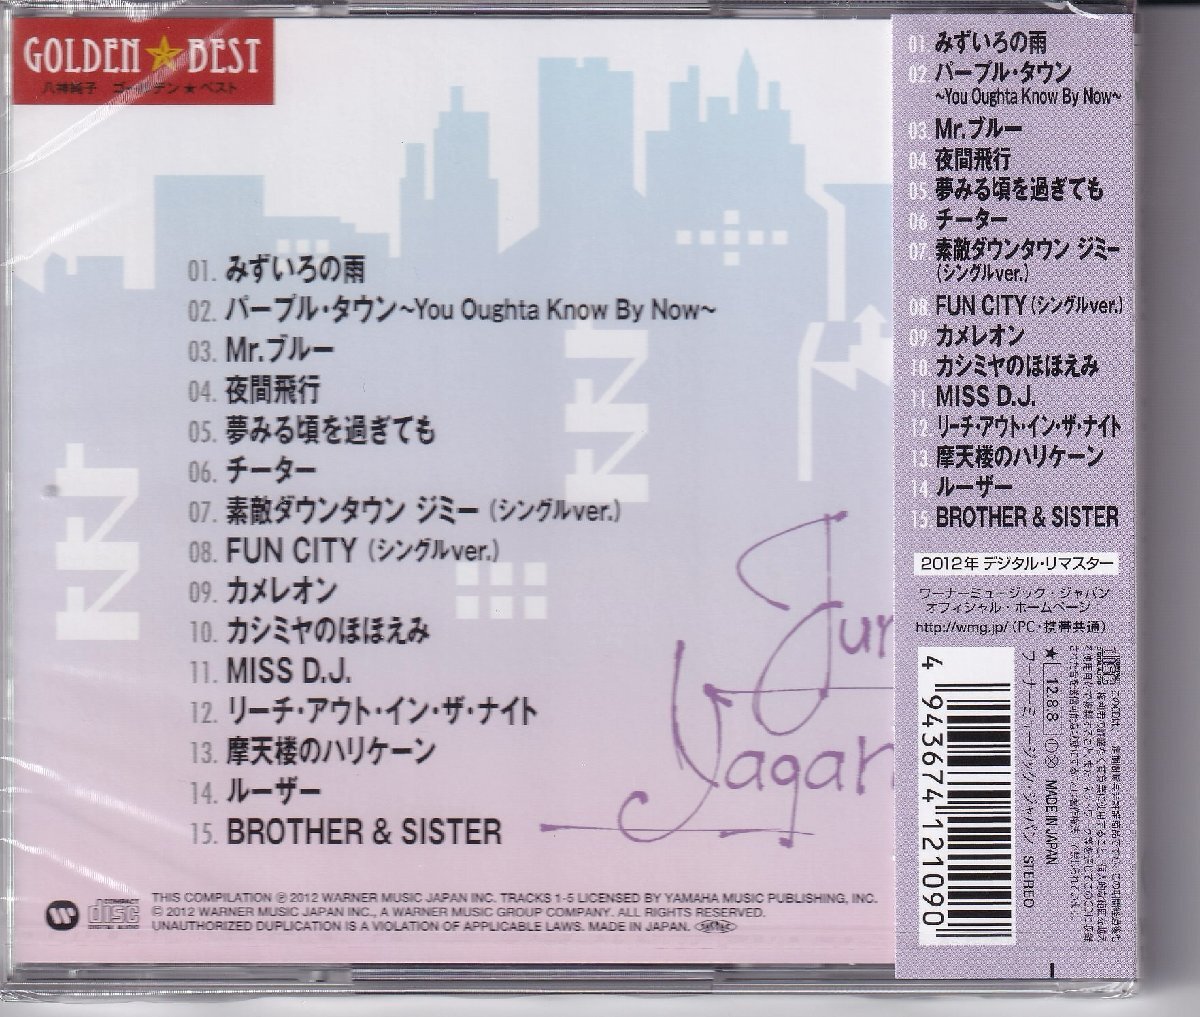 GOLDEN★BEST
八神純子 ゴールデン★ベスト
01. みずいろの雨
02. パープル・タウン~You Oughta Know By Now~
03. Mr.ブルー
04. 夜間飛行
05. 夢みる頃を過ぎても
06. チーター
07. 素敵ダウンタウン ジミー (シングルver.)
08. FUN CITY (シングルver.)
09. カメレオン
10. カシミヤのほほえみ
11. MISS D.J.
12. リーチ・アウト・イン・ザ・ナイト
13. 摩天楼のハリケーン
14. ルーザー
15. BROTHER & SISTER
Jun
Yagam
THIS COMPILATION ℗ 2012 WARNER MUSIC JAPAN INC. TRACKS 1-5 LICENSED BY YAMAHA MUSIC PUBLISHING, INC.
© 2012 WARNER MUSIC JAPAN INC., A WARNER MUSIC GROUP COMPANY. ALL RIGHTS RESERVED.
UNAUTHORIZED DUPLICATION IS A VIOLATION OF APPLICABLE LAWS. MADE IN JAPAN.
COMPACT
disc
DIGITAL AUDIO
01 みずいろの雨
02 パープル・タウン
~You Oughta Know By Now~
03 Mr.ブルー
04 夜間飛行
05 夢みる頃を過ぎても
06 チーター
07 素敵ダウンタウン ジミー
(シングルver.)
08 FUN CITY (シングルver.)
09 カメレオン
10 カシミヤのほほえみ
11 MISS D.J.
12 リーチ・アウト・イン・ザ・ナイト
13 摩天楼のハリケーン
14 ルーザー
15 BROTHER & SISTER
2012年 デジタル・リマスター
ワーナーミュージック・ジャパン
オフィシャル・ホームページ
http://wmg.jp/ (PC・携帯共通)
★ 12.8.8 MADE IN JAPAN
ワーナーミュージック・ジャパン STEREO
4 943674 121090